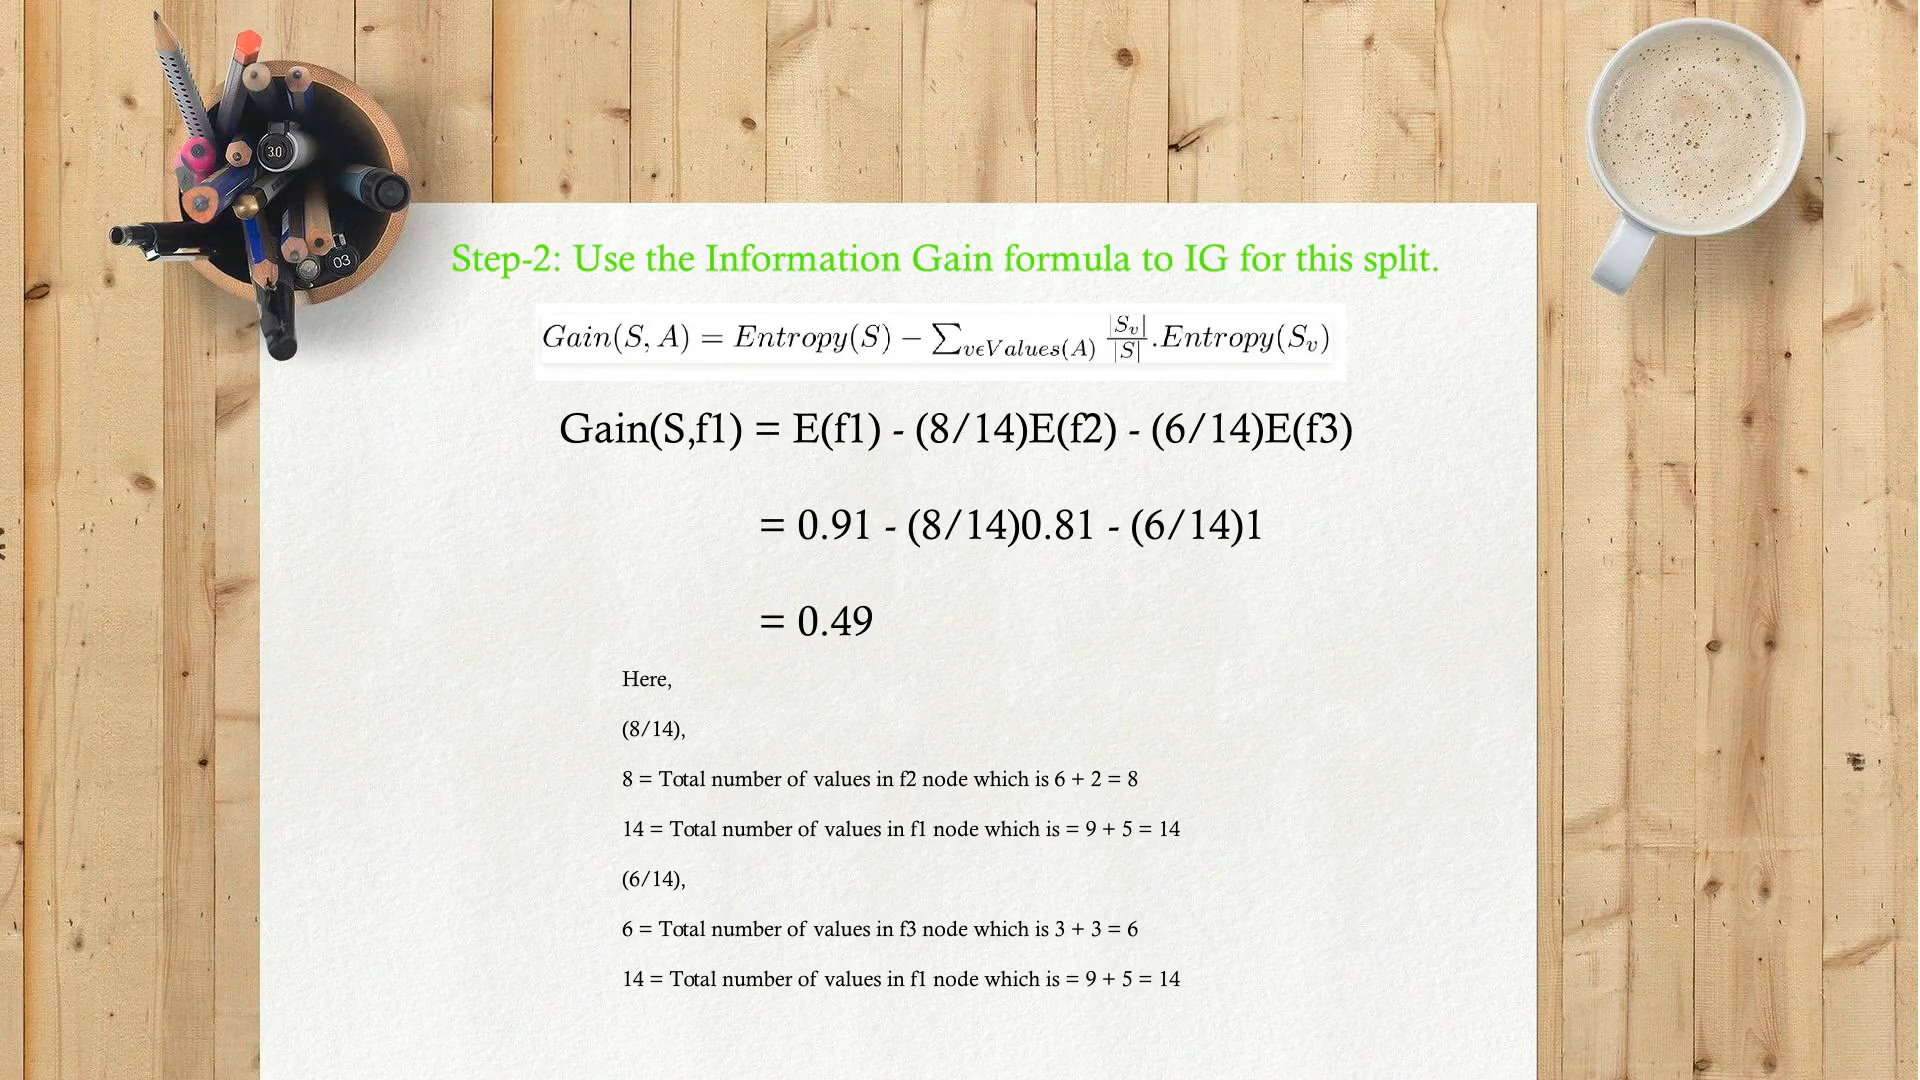 3.0
03
Step-2: Use the Information Gain formula to IG for this split.
Gain(S, A) = Entropy(S) − ∑vϵValues(A) |Sv|/|S| .Entropy(Sv)
Gain(S,f1) = E(f1) - (8/14)E(f2) - (6/14)E(f3)
= 0.91 - (8/14)0.81 - (6/14)1
= 0.49
Here,
(8/14),
8 = Total number of values in f2 node which is 6 + 2 = 8
14 = Total number of values in f1 node which is = 9 + 5 = 14
(6/14),
6 = Total number of values in f3 node which is 3 + 3 = 6
14 = Total number of values in f1 node which is = 9 + 5 = 14